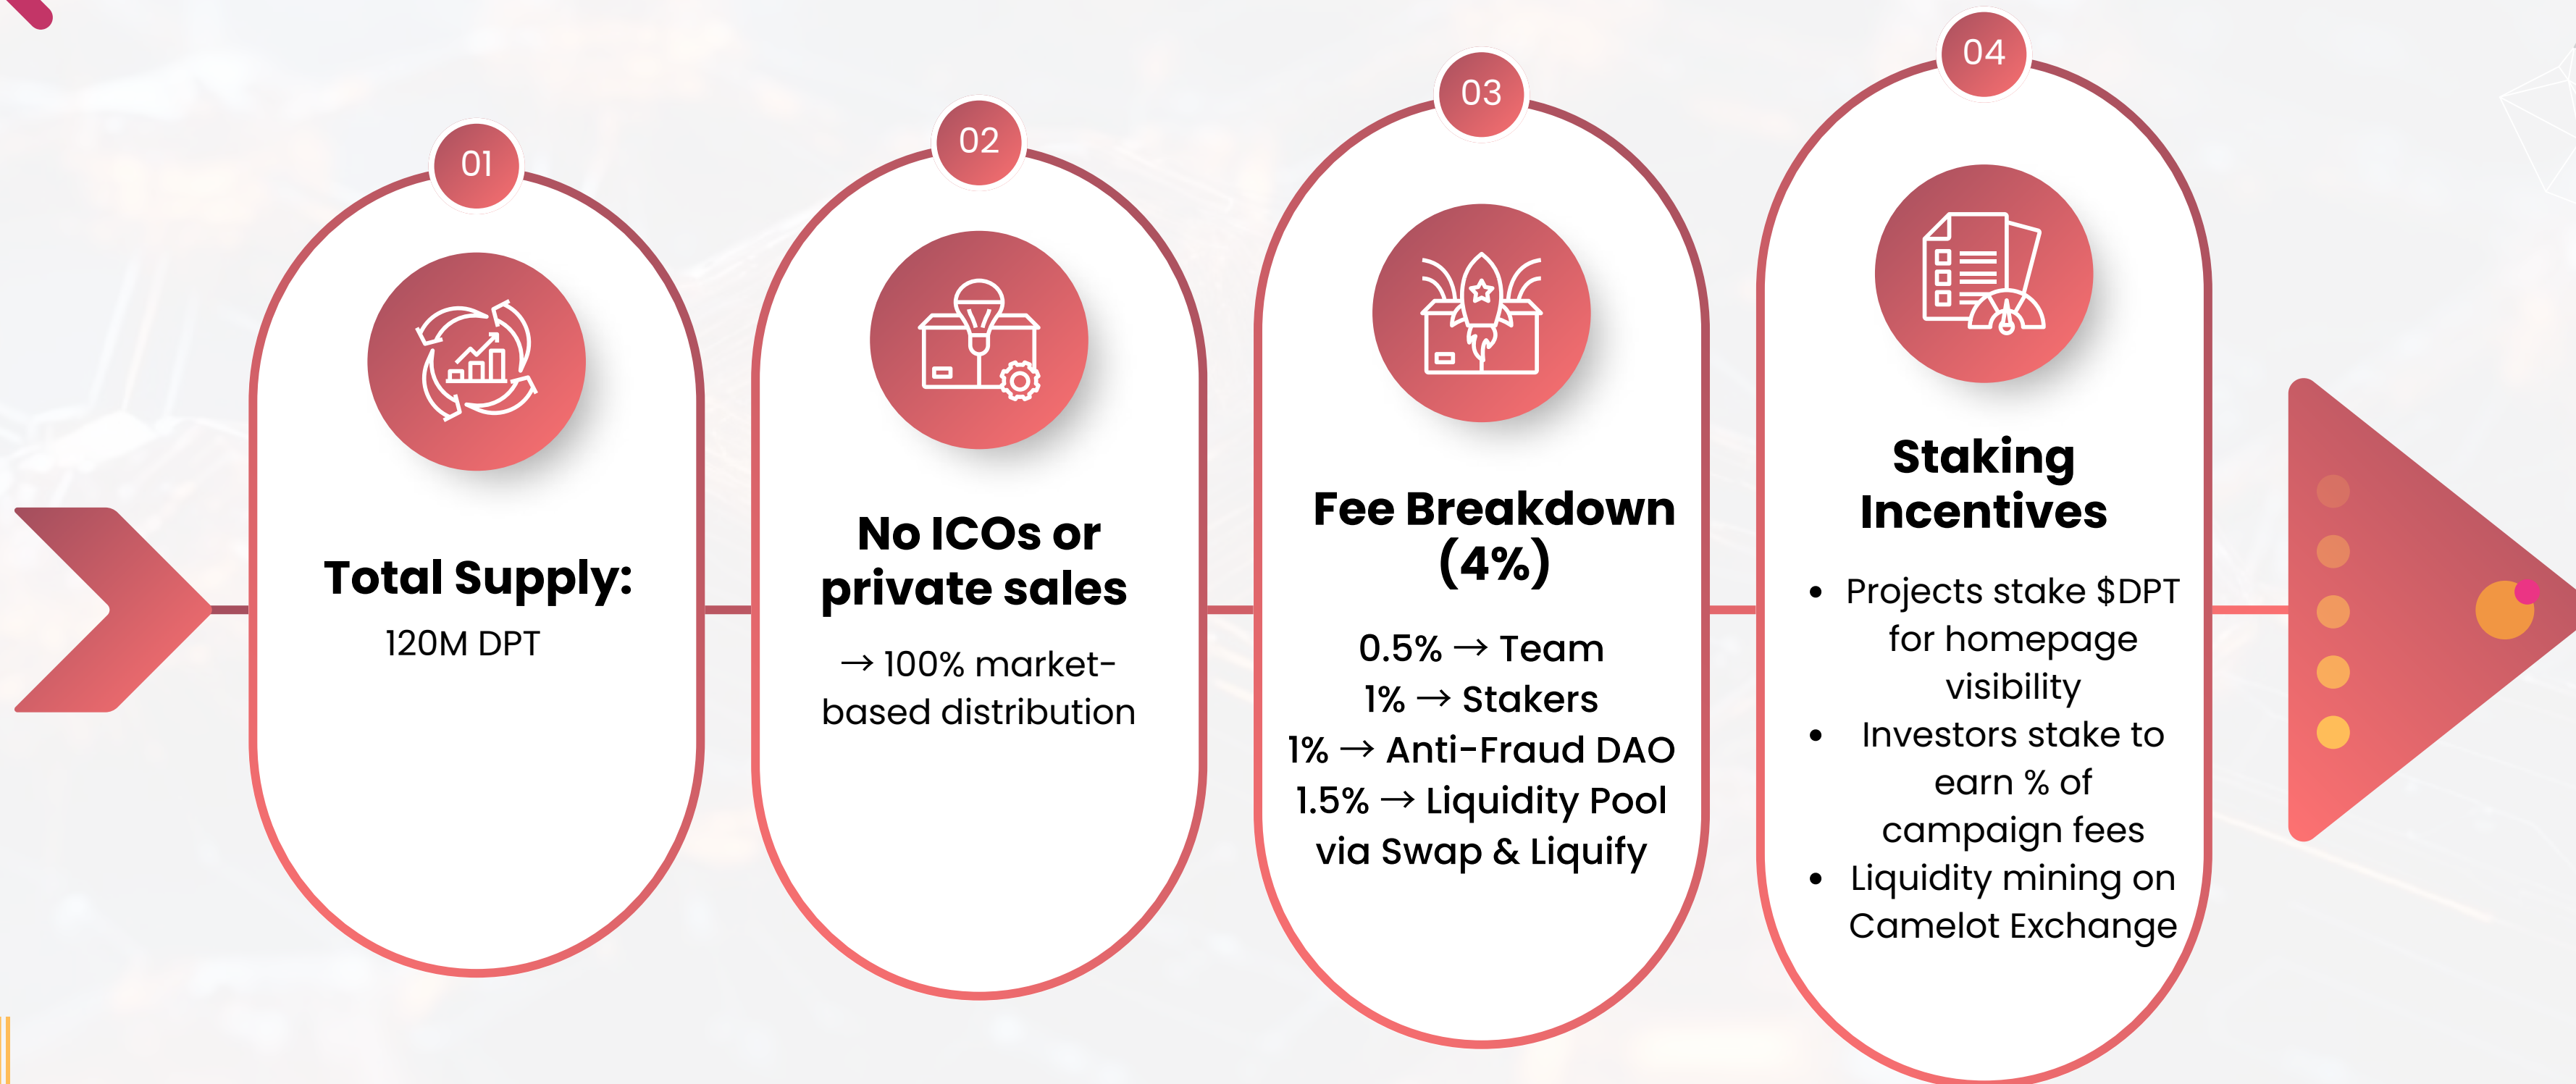 01
Total Supply:
120M DPT
02
No ICOs or
private sales
→ 100% market-
based distribution
03
Fee Breakdown
(4%)
0.5% → Team
1% → Stakers
1% → Anti-Fraud DAO
1.5% → Liquidity Pool
via Swap & Liquify
04
Staking
Incentives
• Projects stake $DPT
for homepage
visibility
• Investors stake to
earn % of
campaign fees
• Liquidity mining on
Camelot Exchange